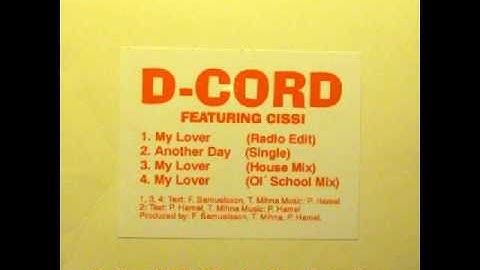 D-CORD
FEATURING CISSI
1. My Lover (Radio Edit)
2. Another Day (Single)
3. My Lover (House Mix)
4. My Lover (Ol´ School Mix)
1, 3, 4: Text: F. Samuelsson, T. Mihna Music: P. Hamel
2: Text: P. Hamel, T. Mihna Music: P. Hamel
Produced by: F. Samuelsson, T. Mihna, P. Hamel.